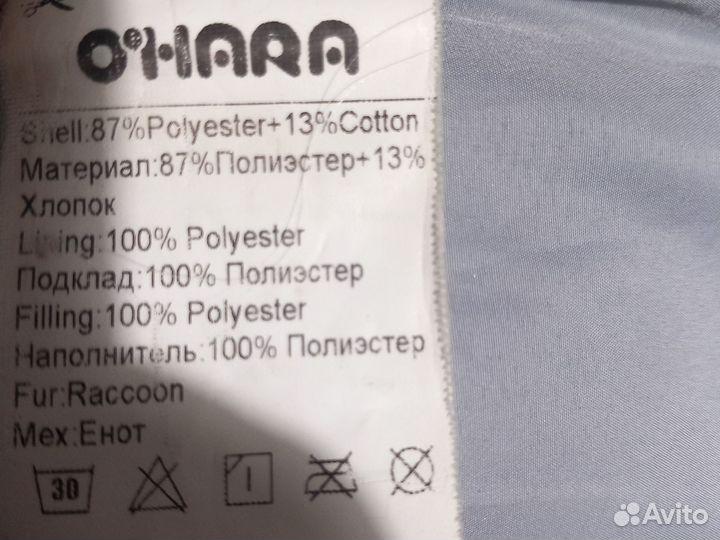 O'HARA
Shell:87%Polyester+13%Cotton
Материал:87%Полиэстер+13%
Хлопок
Lining:100% Polyester
Подклад:100% Полиэстер
Filling:100% Polyester
Наполнитель:100% Полиэстер
Fur:Raccoon
Мех:Енот
30
Avito